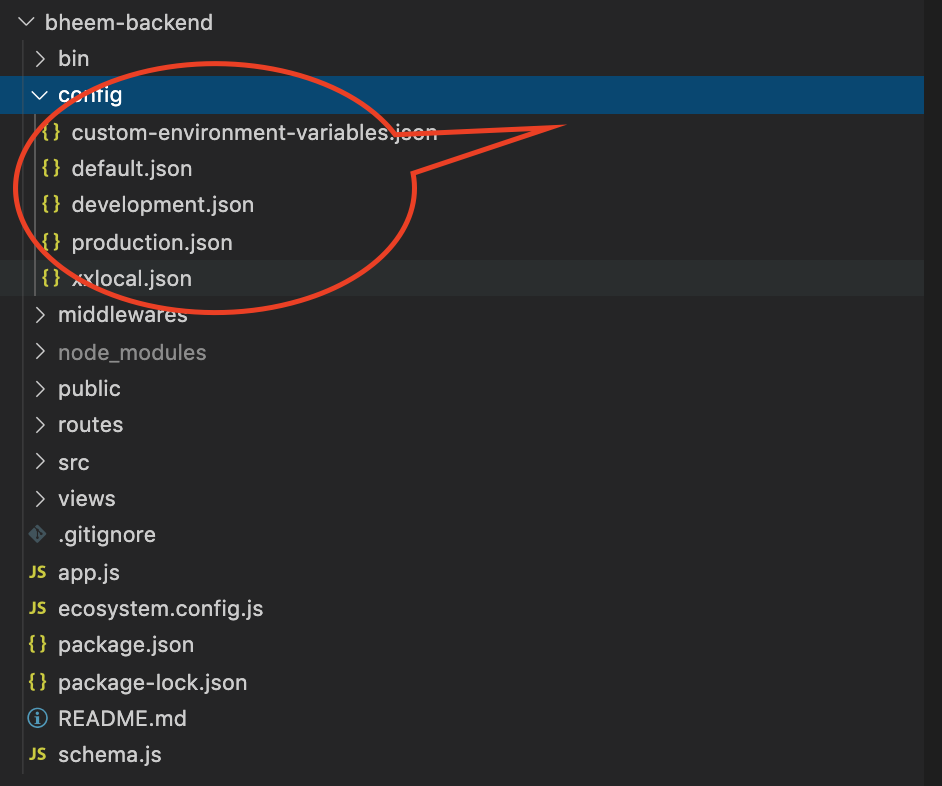 bheem-backend
bin
config
custom-environment-variables.json
default.json
development.json
production.json
xxlocal.json
middlewares
node_modules
public
routes
src
views
.gitignore
JS app.js
JS ecosystem.config.js
{} package.json
{} package-lock.json
README.md
JS schema.js